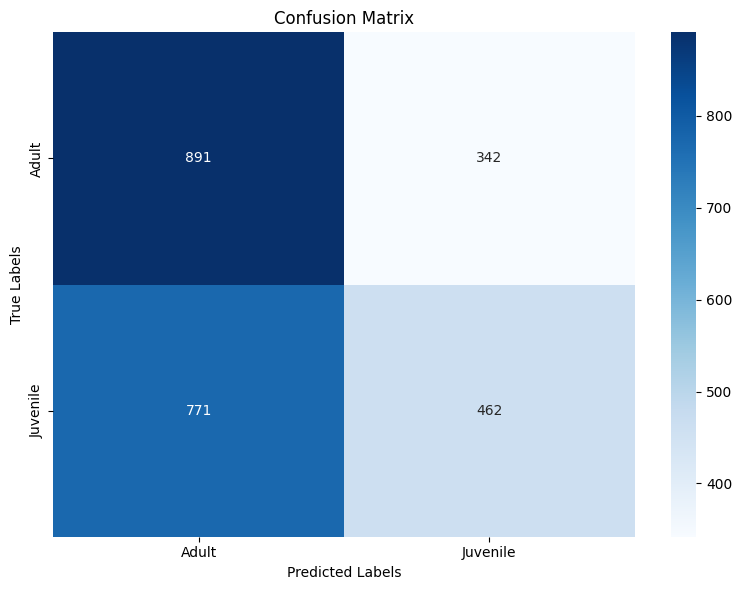 Confusion Matrix
True Labels
Adult
891
342
Juvenile
771
462
Adult
Juvenile
Predicted Labels
800
700
600
500
400